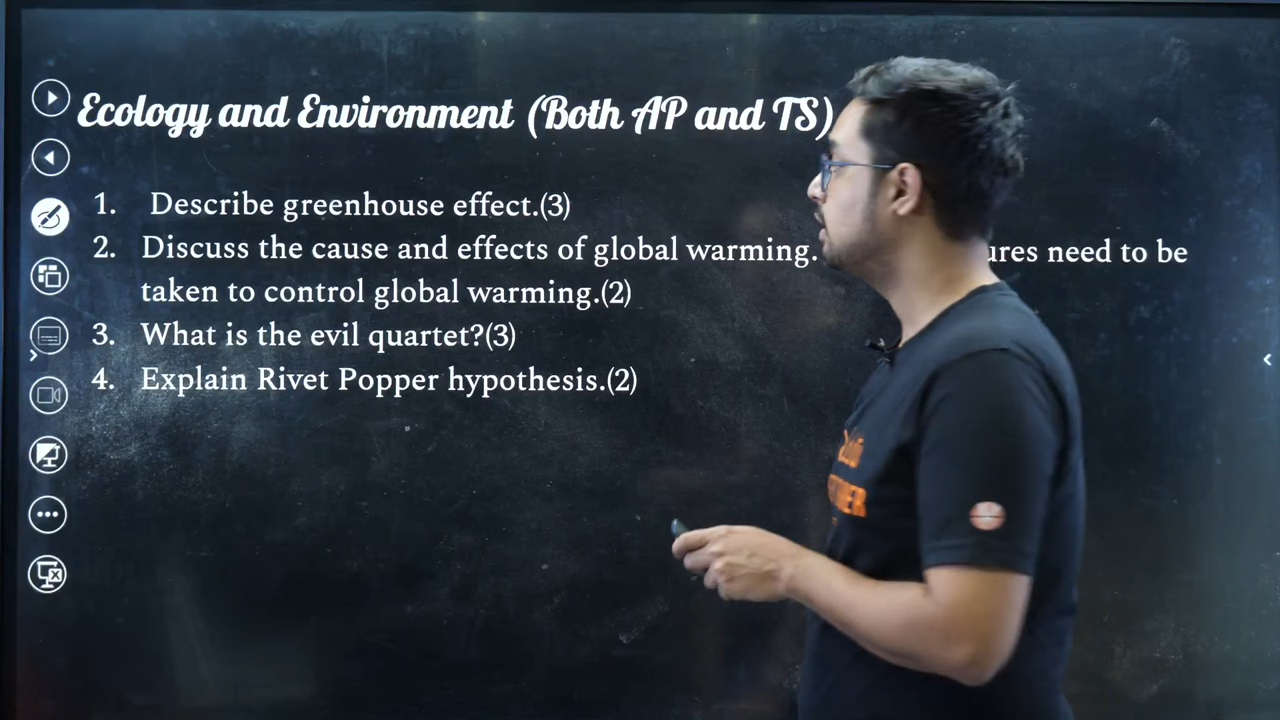 Ecology and Environment (Both AP and TS)
1. Describe greenhouse effect.(3)
2. Discuss the cause and effects of global warming. need to be
taken to control global warming.(2)
3. What is the evil quartet?(3)
4. Explain Rivet Popper hypothesis.(2)